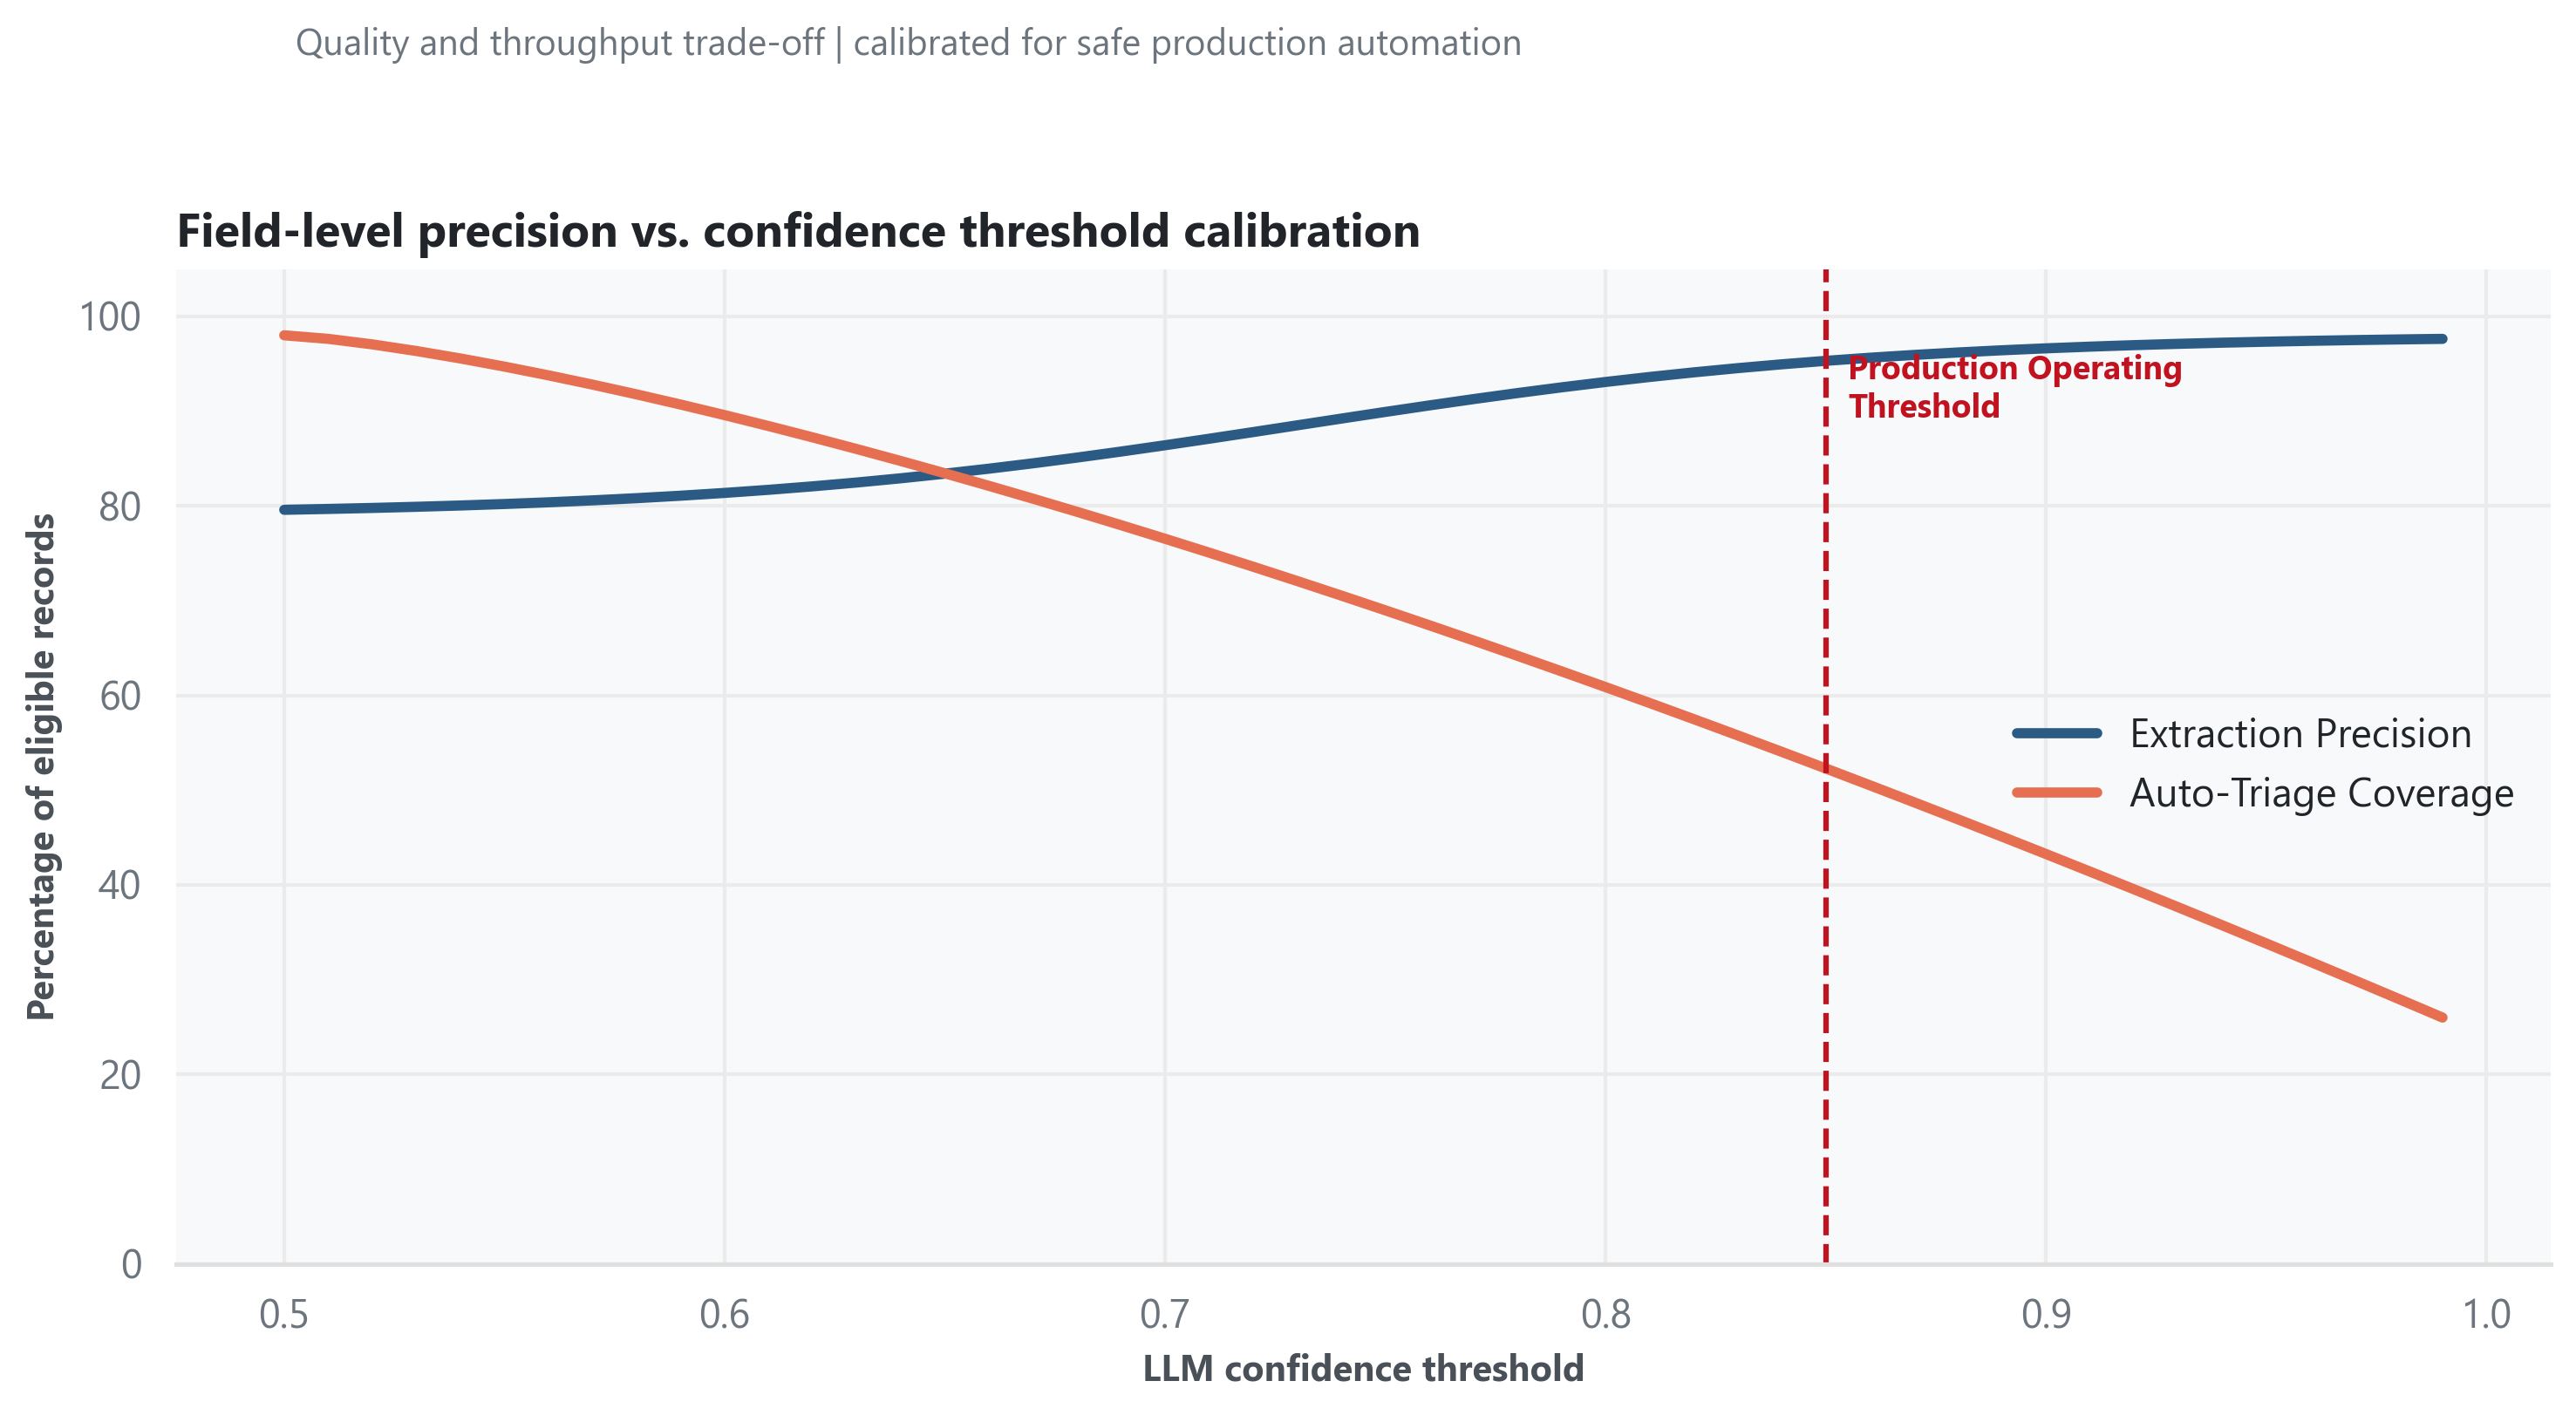 Quality and throughput trade-off | calibrated for safe production automation
Field-level precision vs. confidence threshold calibration
100
80
60
40
20
0
Percentage of eligible records
Production Operating
Threshold
Extraction Precision
Auto-Triage Coverage
0.5
0.6
0.7
0.8
0.9
1.0
LLM confidence threshold